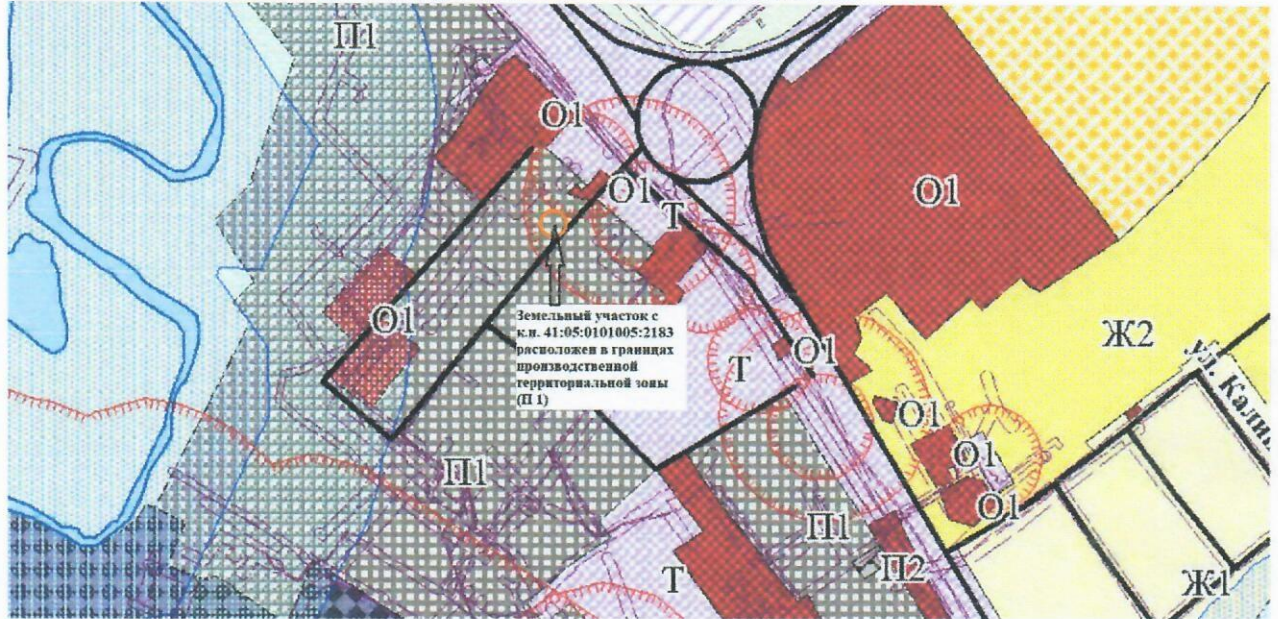 П1
О1
О1
О1
Т
О1
Земельный участок с
к.н. 41:05:0101005:2183
расположен в границах
производственной
территориальной зоны
(П 1)
Ж2
Т
О1
ул.
О1
О1
П1
О1
П1
П2
Т
Ж1